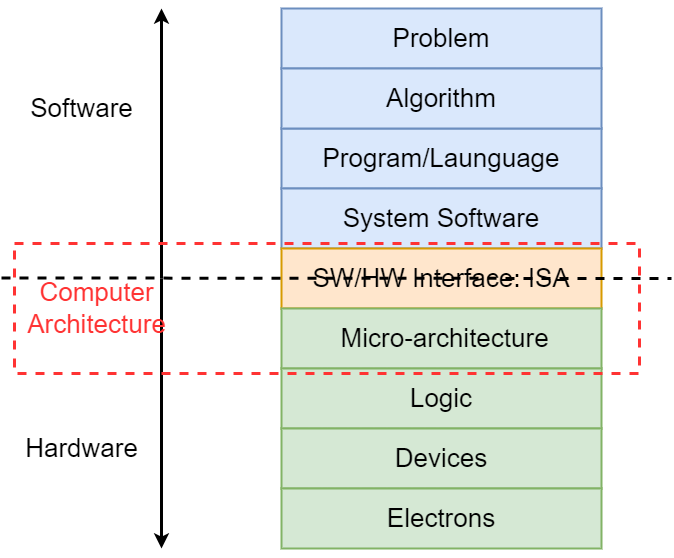 Problem
Software
Algorithm
Program/Launguage
System Software
SW/HW Interface: ISA
Computer
Architecture
Micro-architecture
Logic
Hardware
Devices
Electrons